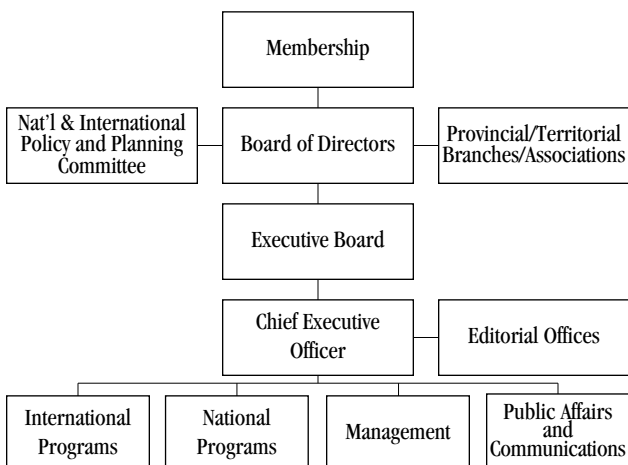 Membership
Nat'l & International
Policy and Planning
Committee
Board of Directors
Provincial/Territorial
Branches/Associations
Executive Board
Chief Executive
Officer
Editorial Offices
International
Programs
National
Programs
Management
Public Affairs
and
Communications